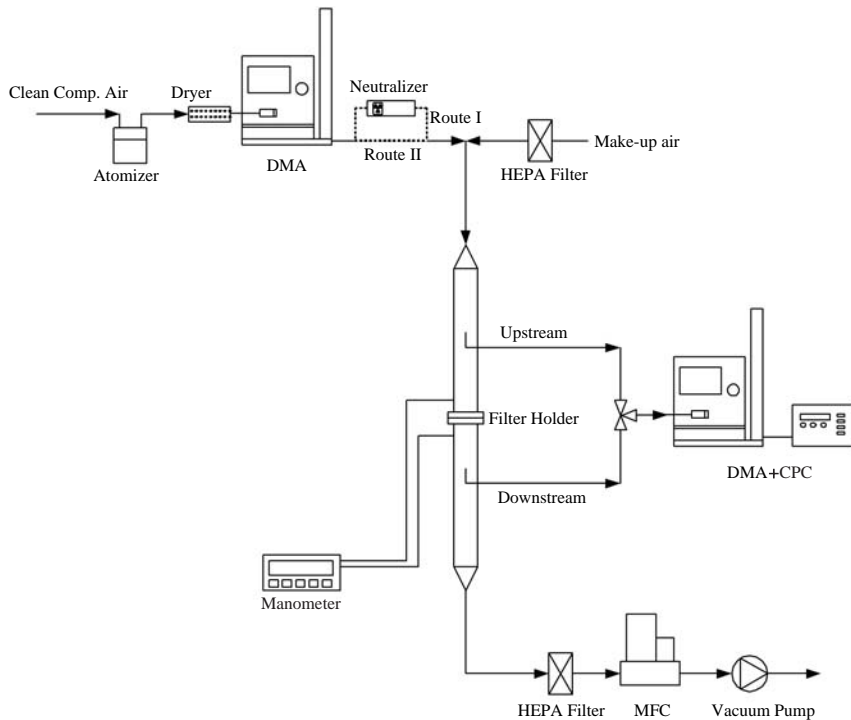 Clean Comp. Air
Dryer
Neutralizer
Route I
Route II
Make-up air
Atomizer
DMA
HEPA Filter
Upstream
Filter Holder
DMA+CPC
Downstream
Manometer
HEPA Filter
MFC
Vacuum Pump